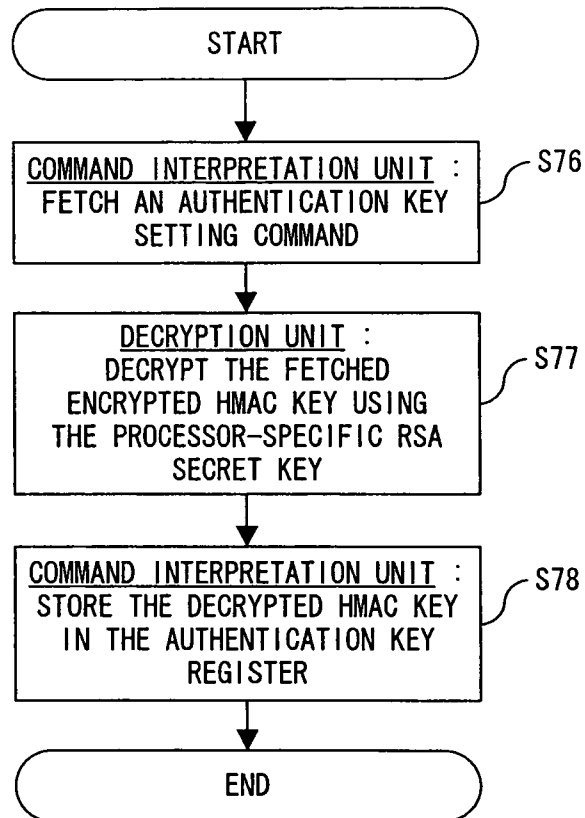 START
COMMAND INTERPRETATION UNIT :
FETCH AN AUTHENTICATION KEY
SETTING COMMAND
S76
DECRYPTION UNIT :
DECRYPT THE FETCHED
ENCRYPTED HMAC KEY USING
THE PROCESSOR-SPECIFIC RSA
SECRET KEY
S77
COMMAND INTERPRETATION UNIT :
STORE THE DECRYPTED HMAC KEY
IN THE AUTHENTICATION KEY
REGISTER
S78
END